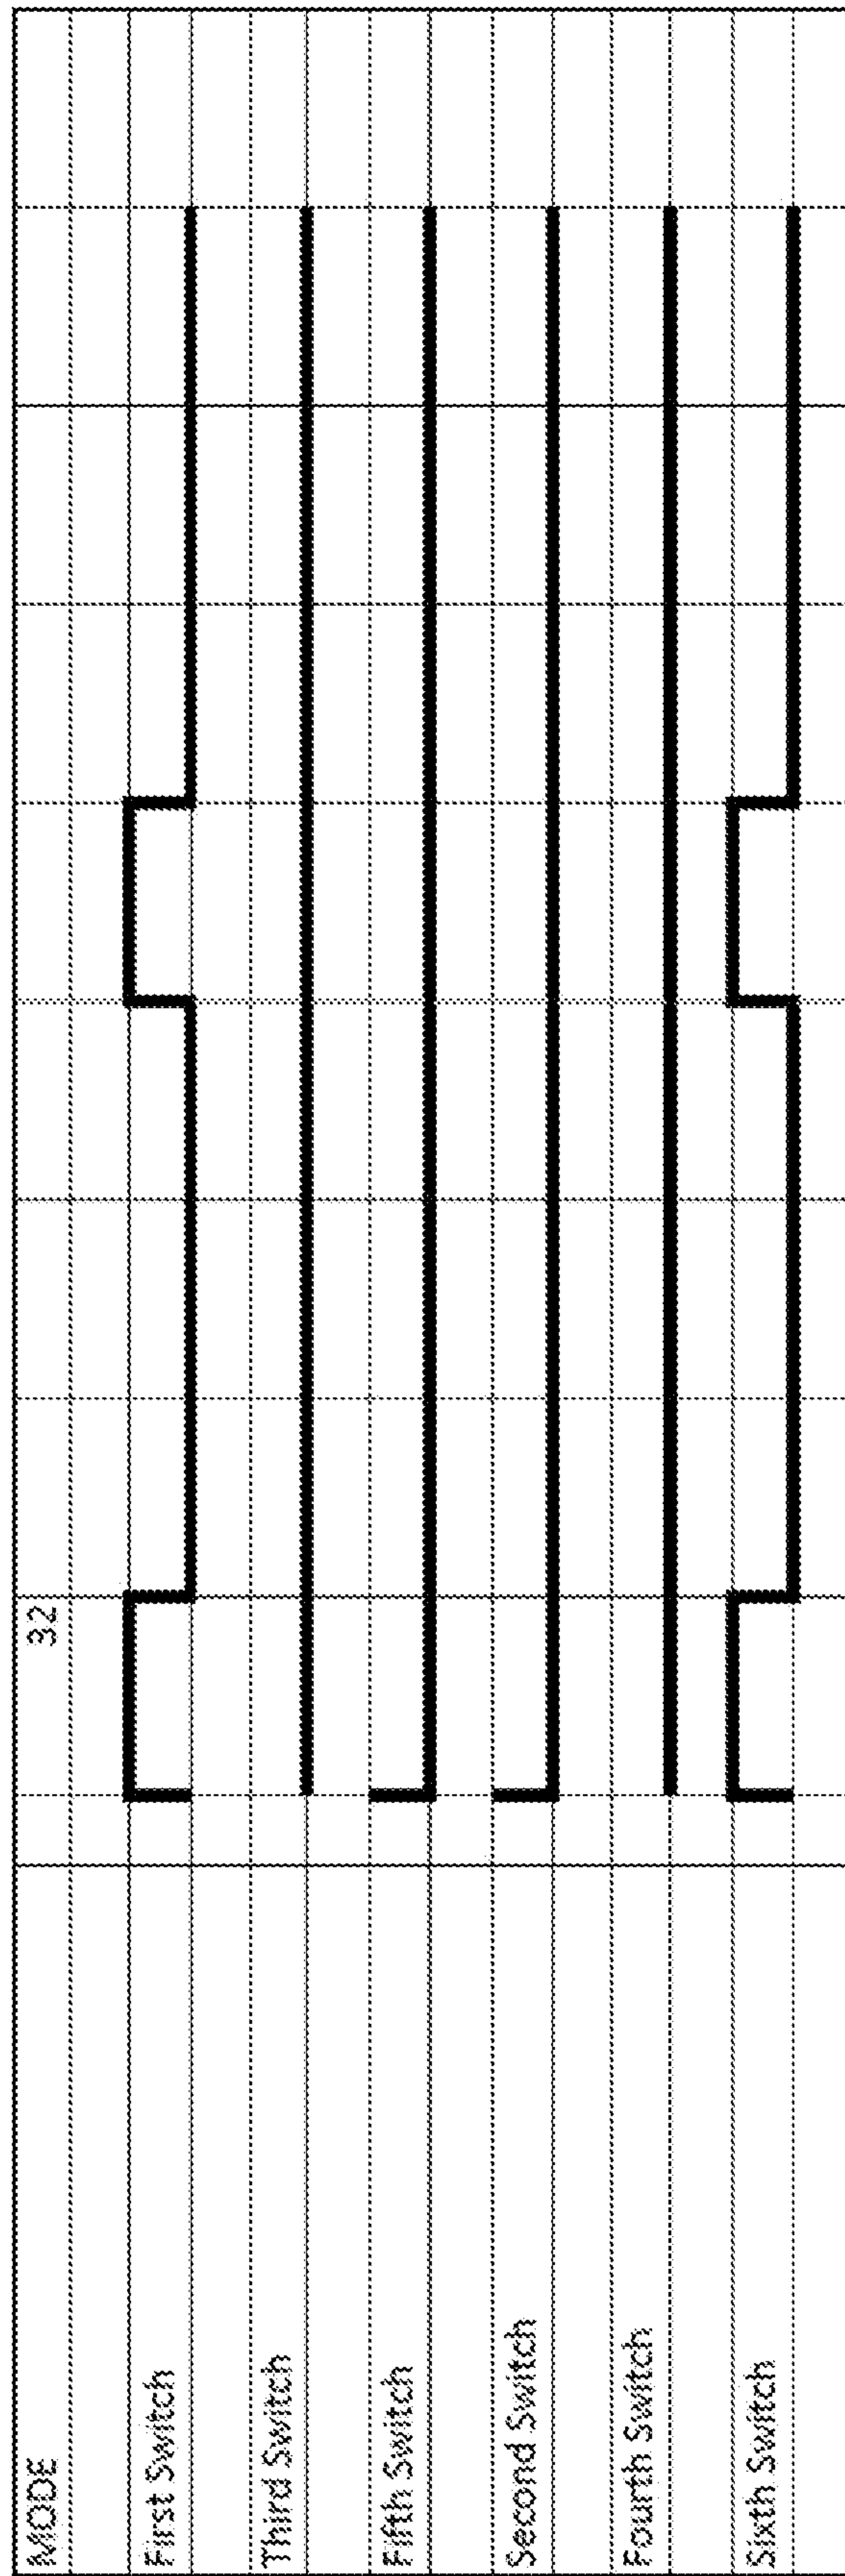 MODE 32
First Switch
Third Switch
Fifth Switch
Second Switch
Fourth Switch
Sixth Switch